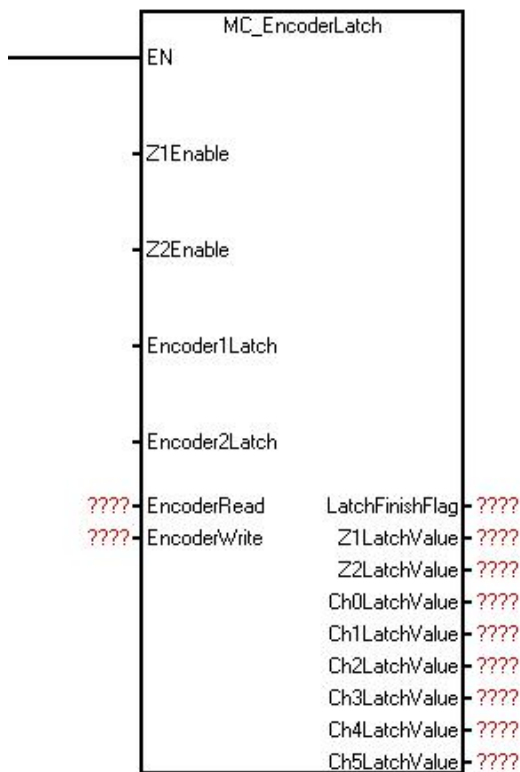 MC_EncoderLatch
EN
Z1Enable
Z2Enable
Encoder1Latch
Encoder2Latch
???? EncoderRead LatchFinishFlag ????
???? EncoderWrite Z1LatchValue ????
Z2LatchValue ????
Ch0LatchValue ????
Ch1LatchValue ????
Ch2LatchValue ????
Ch3LatchValue ????
Ch4LatchValue ????
Ch5LatchValue ????